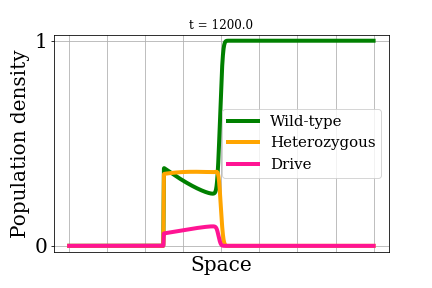 t = 1200.0
Population density
1
0
Wild-type
Heterozygous
Drive
Space